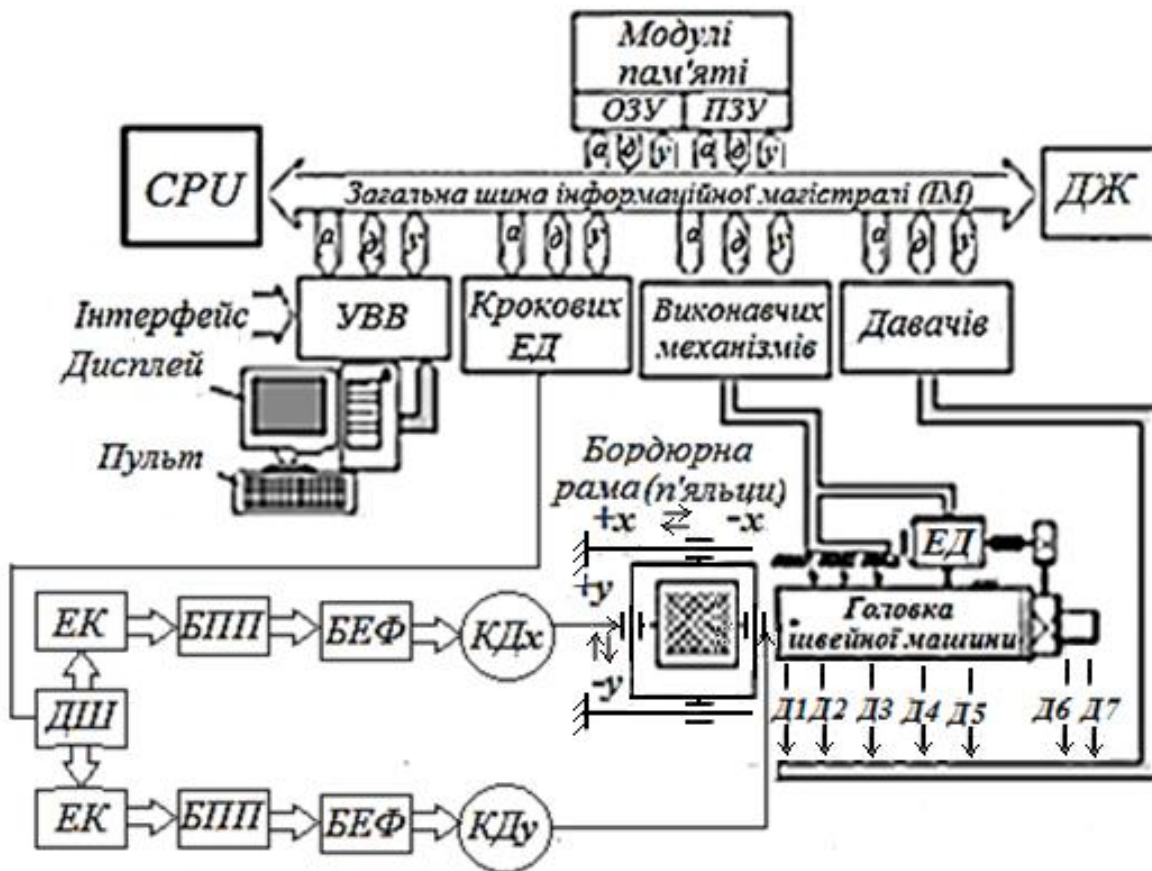 Модулі
пам'яті
ОЗУ ПЗУ
а д у а д у
CPU
Загальна шина інформаційної магістралі (ІМ)
ДЖ
а д у а д у а д у а д у
Інтерфейс
УВВ
Крокових
ЕД
Виконавчих
механізмів
Давачів
Дисплей
Пульт
Бордюрна
рама (п'яльци)
+x -x
+y
-y
ЕД
Головка
швейної машини
ЕК БПП БЕФ КДх
ДШ
ЕК БПП БЕФ КДу
Д1 Д2 Д3 Д4 Д5 Д6 Д7